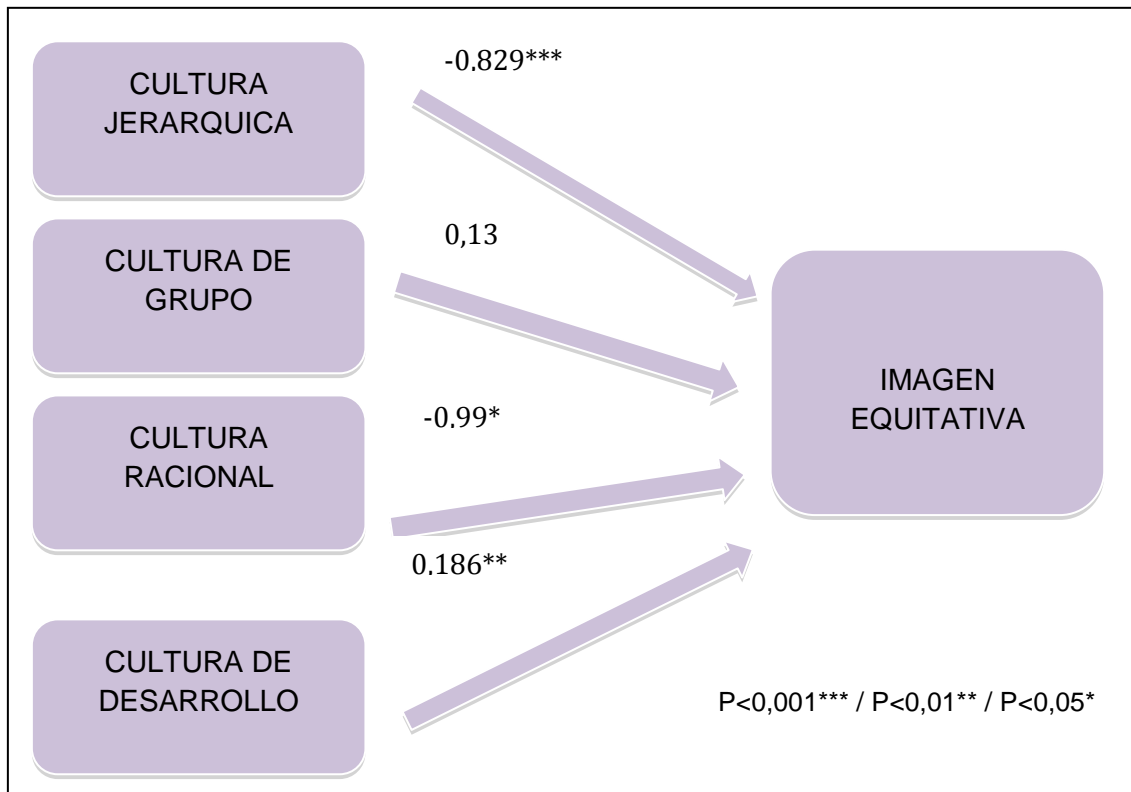 CULTURA
JERARQUICA
-0.829***
CULTURA DE
GRUPO
0,13
CULTURA
RACIONAL
-0.99*
CULTURA DE
DESARROLLO
0.186**
IMAGEN
EQUITATIVA
P<0,001*** / P<0,01** / P<0,05*